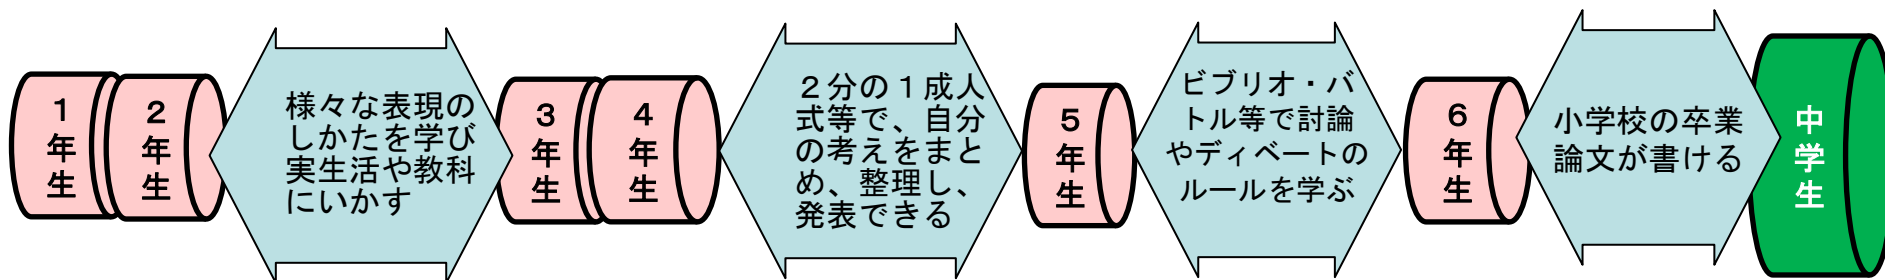 1年生
2年生
様々な表現の
しかたを学び
実生活や教科
にいかす
3年生
4年生
２分の１成人
式等で、自分
の考えをまと
め、整理し、
発表できる
5年生
ビブリオ・バ
トル等で討論
やディベートの
ルールを学ぶ
6年生
小学校の卒業
論文が書ける
中学生